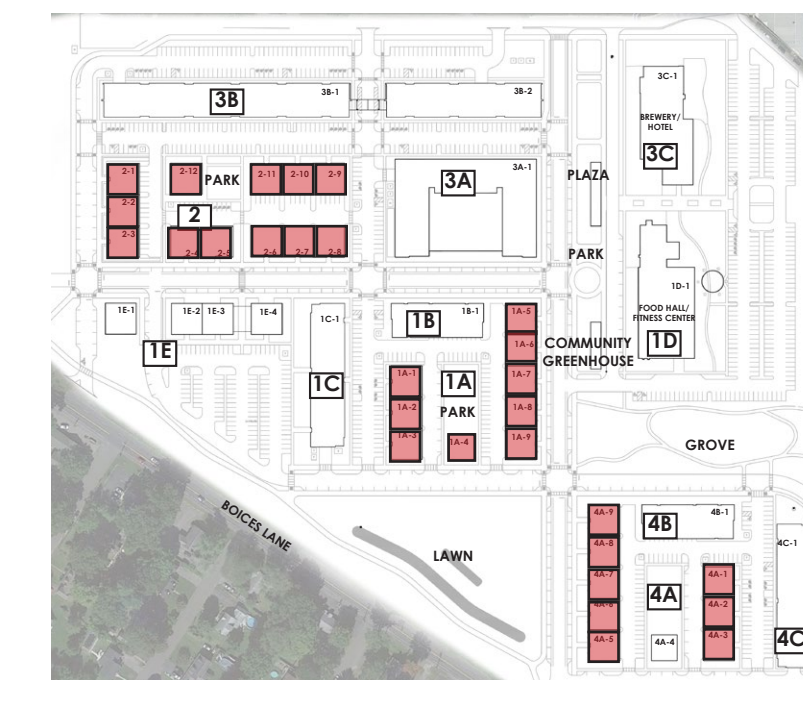 3B-1
3B
3B-2
3C-1
BREWERY/
HOTEL
3C
3A-1
3A
PLAZA
2-1
2-12
PARK
2-11
2-10
2-9
2-2
2
2-3
2-4
2-5
2-6
2-7
2-8
PARK
1D-1
FOOD HALL/
FITNESS CENTER
1D
1E-1
1E-2
1E-3
1E-4
1E
1C-1
1C
1B
1B-1
1A-5
1A-6
COMMUNITY
GREENHOUSE
1A-1
1A
1A-7
1A-2
PARK
1A-8
1A-3
1A-4
1A-9
GROVE
BOICES LANE
LAWN
4A-9
4B
4B-1
4C-1
4A-8
4A-7
4A-1
4A
4A-6
4A-2
4A-5
4A-4
4A-3
4C